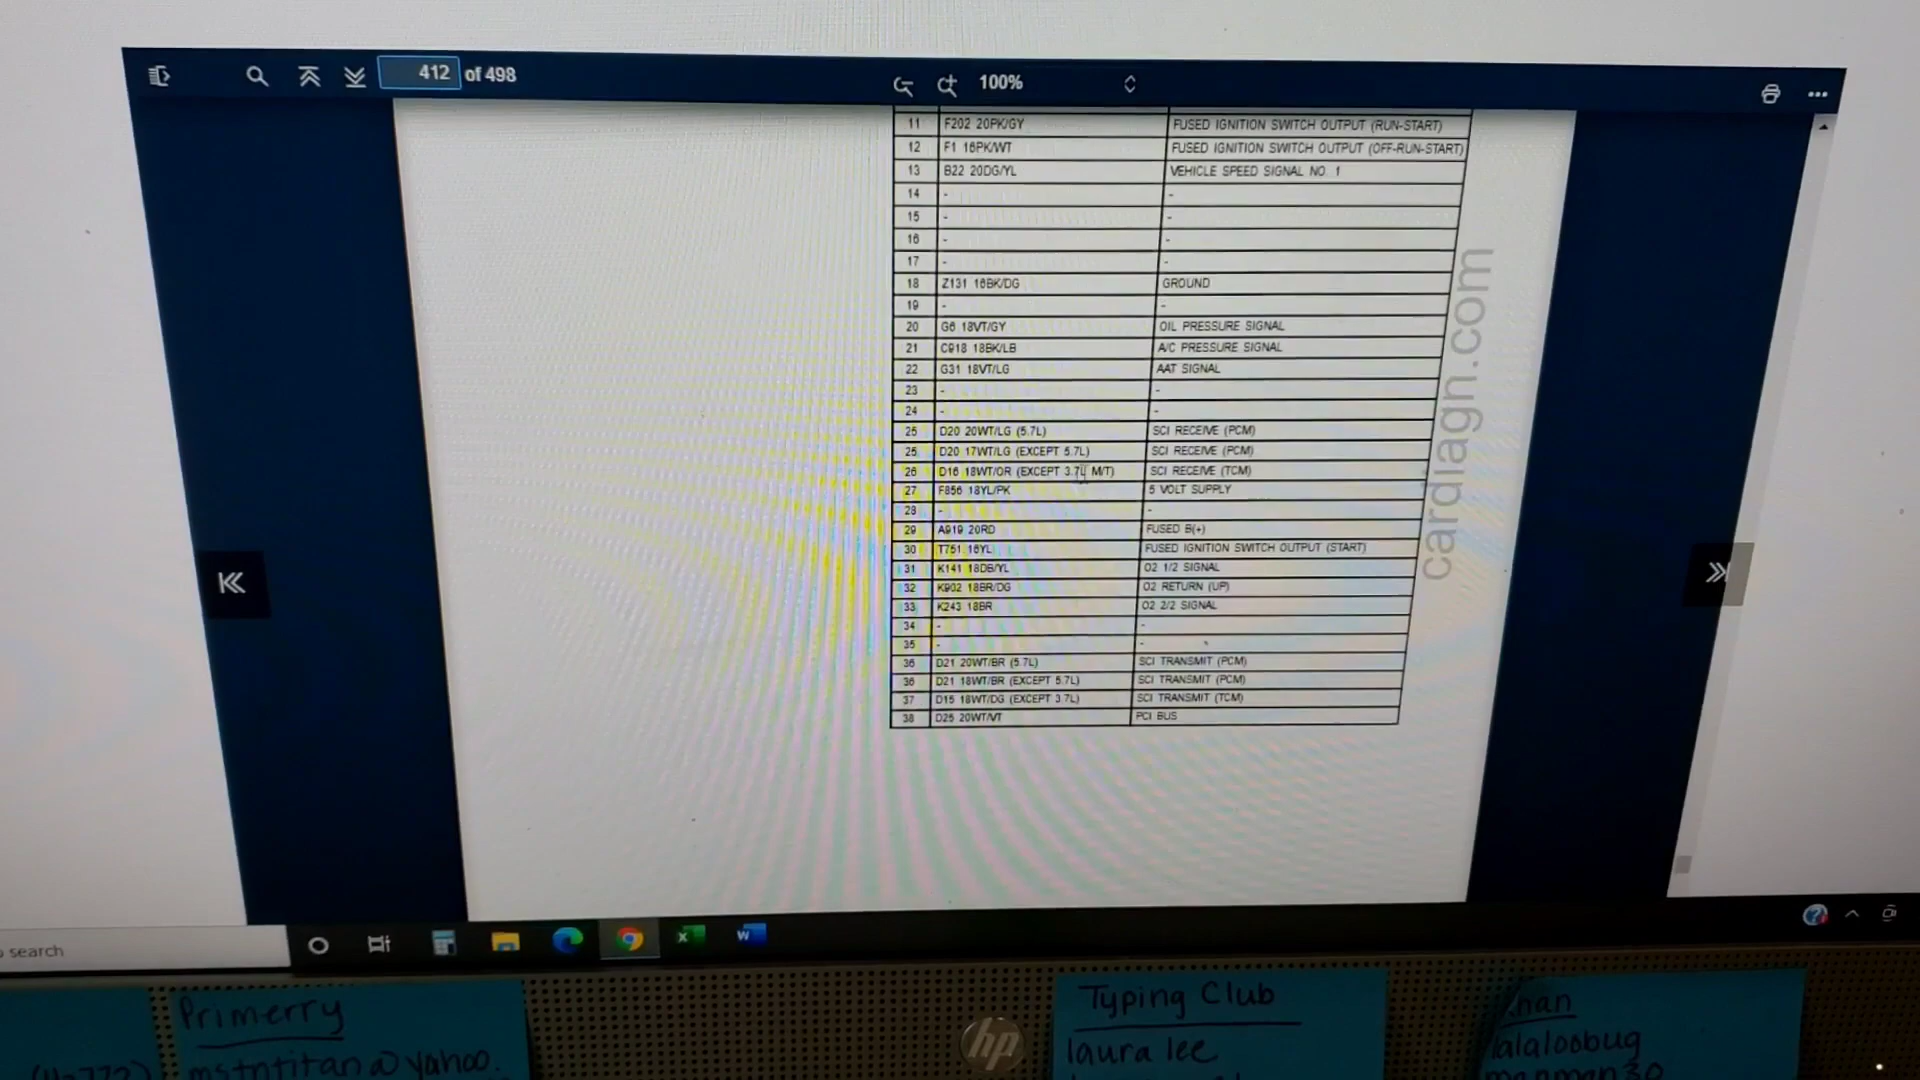 412 of 498
100%
11 F202 20PK/GY FUSED IGNITION SWITCH OUTPUT (RUN-START)
12 F1 16PK/WT FUSED IGNITION SWITCH OUTPUT (OFF-RUN-START)
13 B22 20DG/YL VEHICLE SPEED SIGNAL NO. 1
14 - -
15 - -
16 - -
17 - -
18 Z131 16BK/DG GROUND
19 - -
20 G6 18VT/GY OIL PRESSURE SIGNAL
21 C918 18BK/LB A/C PRESSURE SIGNAL
22 G31 18VT/LG AAT SIGNAL
23 - -
24 - -
25 D20 20WT/LG (5.7L) SCI RECEIVE (PCM)
25 D20 17WT/LG (EXCEPT 5.7L) SCI RECEIVE (PCM)
26 D16 18WT/OR (EXCEPT 3.7L M/T) SCI RECEIVE (TCM)
27 F856 18YL/PK 5 VOLT SUPPLY
28 - -
29 A919 20RD FUSED B(+)
30 T751 16YL FUSED IGNITION SWITCH OUTPUT (START)
31 K141 18DB/YL O2 1/2 SIGNAL
32 K902 18BR/DG O2 RETURN (UP)
33 K243 18BR O2 2/2 SIGNAL
34 - -
35 - -
36 D21 20WT/BR (5.7L) SCI TRANSMIT (PCM)
36 D21 18WT/BR (EXCEPT 5.7L) SCI TRANSMIT (PCM)
37 D15 18WT/DG (EXCEPT 3.7L) SCI TRANSMIT (TCM)
38 D25 20WT/VT PCI BUS
cardiagn.com
search
Primerry
mstntitan@yahoo.
hp
Typing Club
laura lee
lalaloobug